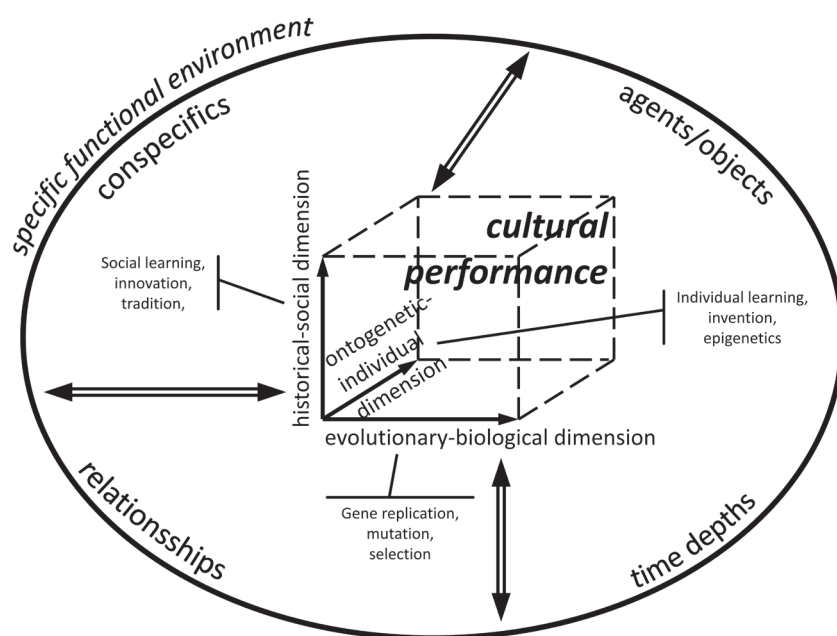 specific functional environment
conspecifics
agents/objects
cultural
performance
historical-social dimension
Social learning,
innovation,
tradition,
ontogenetic-
individual
dimension
Individual learning,
invention,
epigenetics
evolutionary-biological dimension
Gene replication,
mutation,
selection
relationsships
time depths